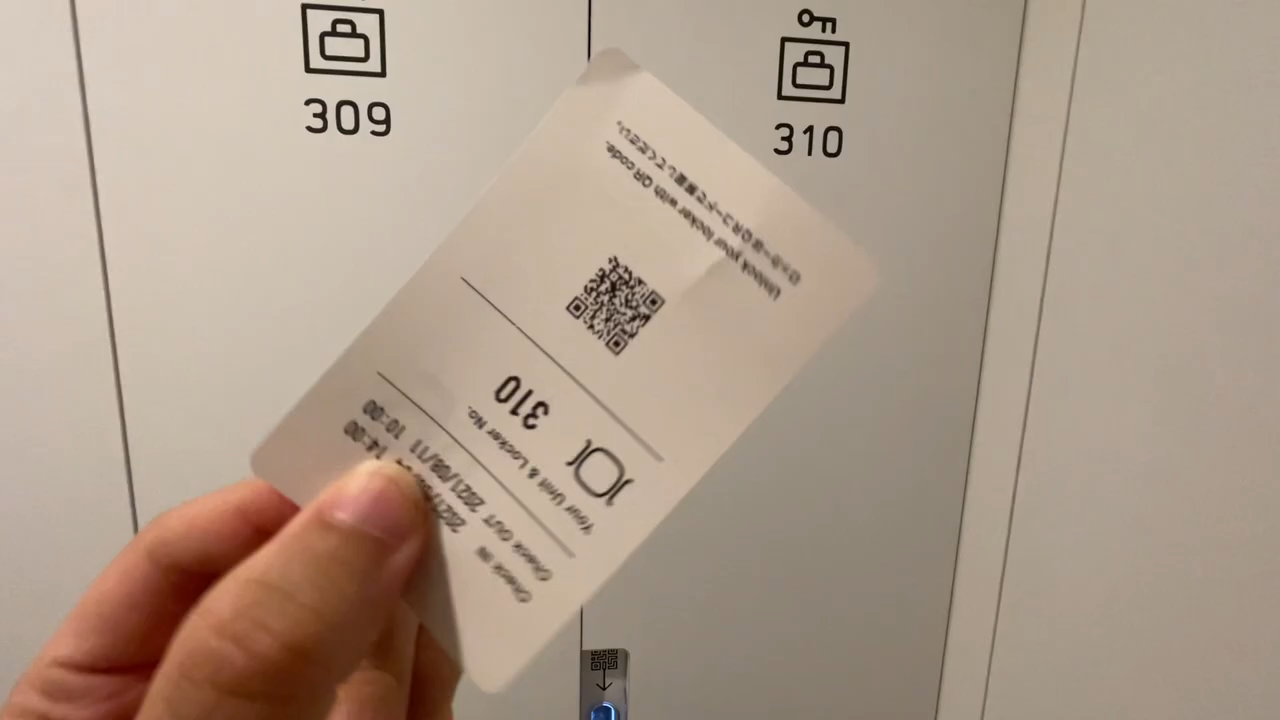 309
310
Check IN 14:00
Check OUT 2021/08/11 10:00
Your Unit & Locker No.
310
Unlock your locker with QR code.
ロッカーはQRコードで解錠してください。